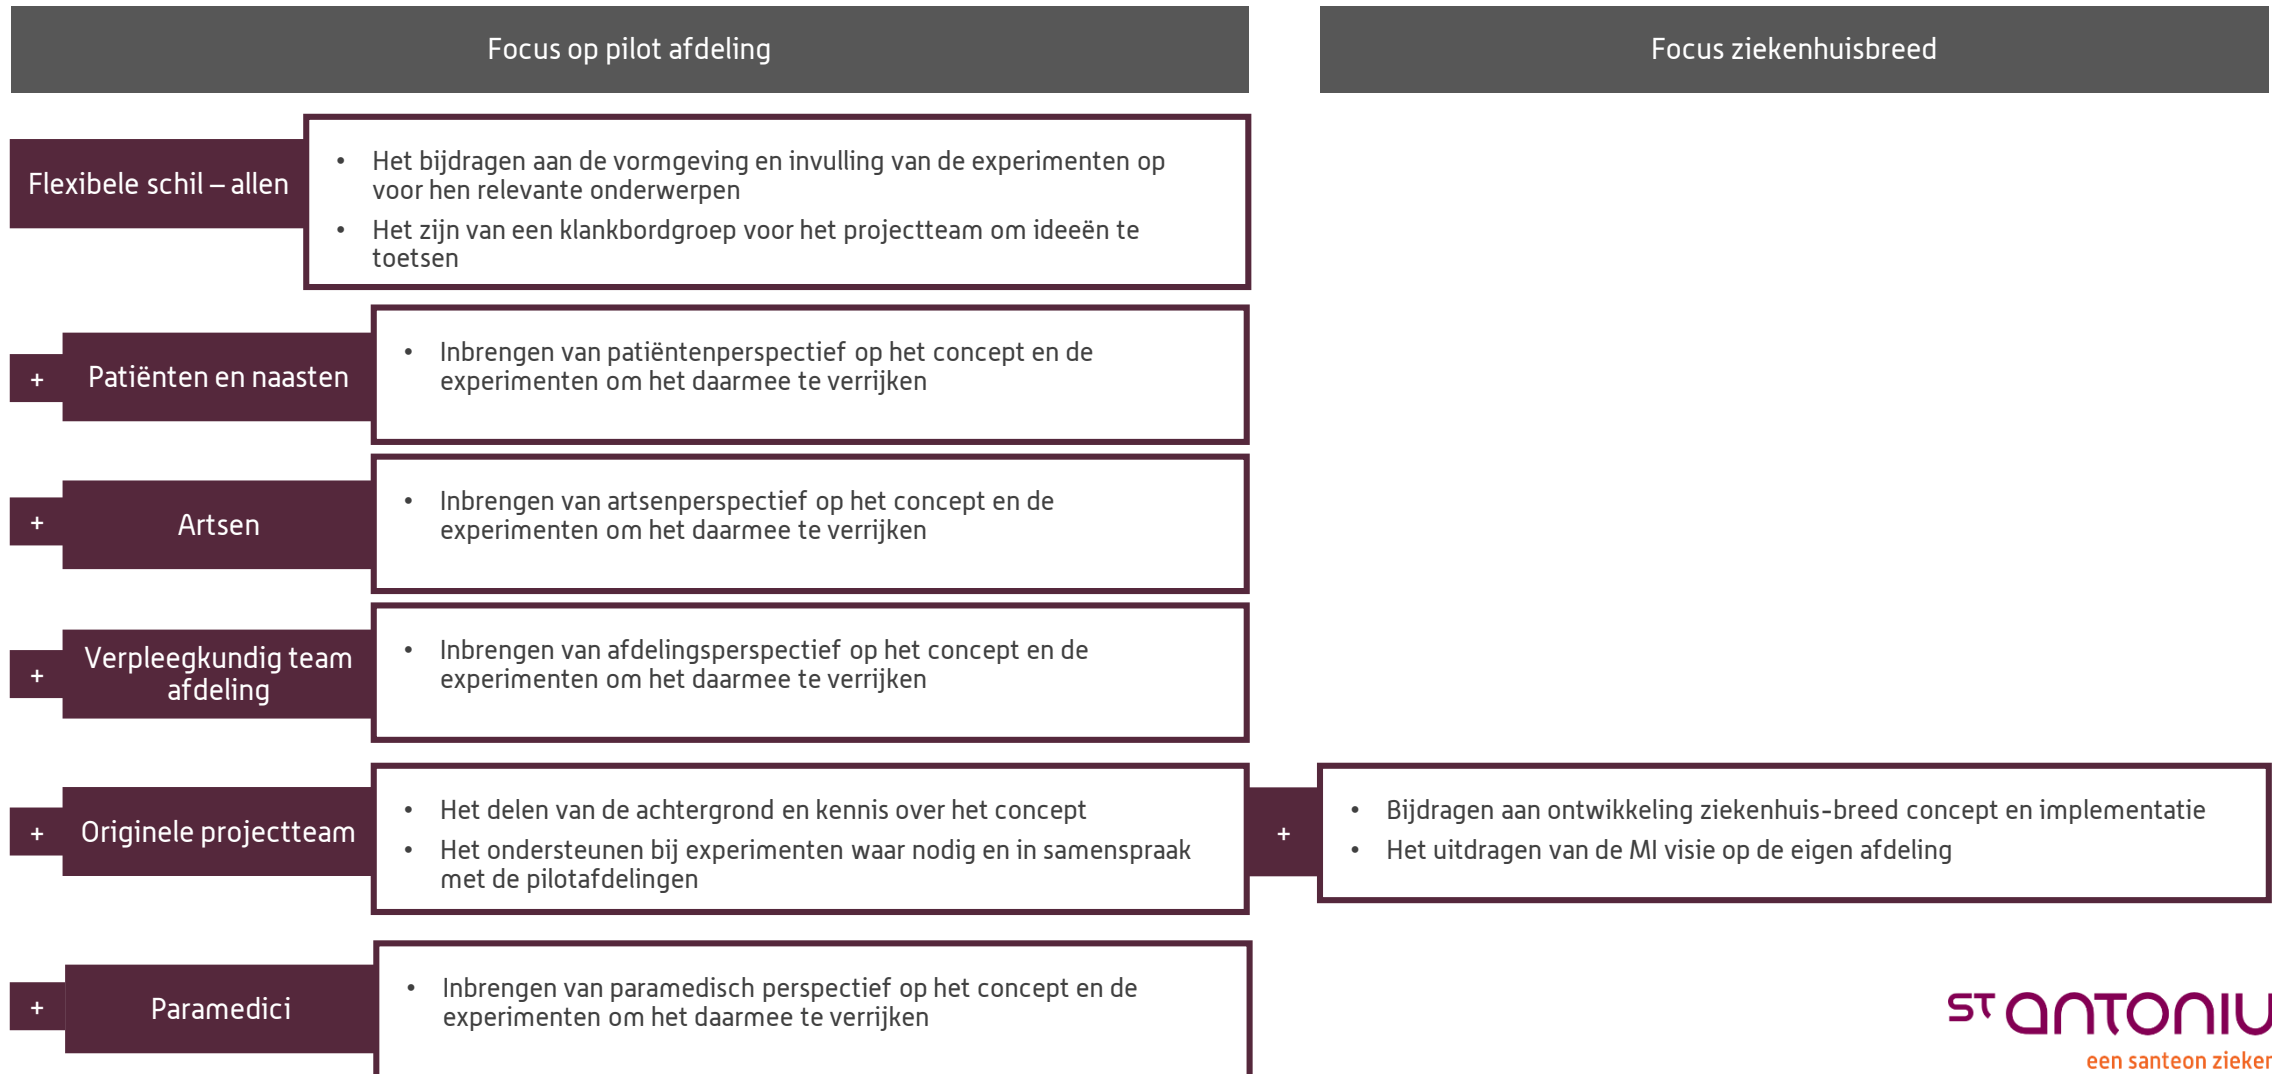 Focus op pilot afdeling
Focus ziekenhuisbreed
Flexibele schil – allen
• Het bijdragen aan de vormgeving en invulling van de experimenten op
voor hen relevante onderwerpen
• Het zijn van een klankbordgroep voor het projectteam om ideeën te
toetsen
+ Patiënten en naasten
• Inbrengen van patiëntenperspectief op het concept en de
experimenten om het daarmee te verrijken
+ Artsen
• Inbrengen van artsenperspectief op het concept en de
experimenten om het daarmee te verrijken
+ Verpleegkundig team
afdeling
• Inbrengen van afdelingsperspectief op het concept en de
experimenten om het daarmee te verrijken
+ Originele projectteam
• Het delen van de achtergrond en kennis over het concept
• Het ondersteunen bij experimenten waar nodig en in samenspraak
met de pilotafdelingen
+
• Bijdragen aan ontwikkeling ziekenhuis-breed concept en implementatie
• Het uitdragen van de MI visie op de eigen afdeling
+ Paramedici
• Inbrengen van paramedisch perspectief op het concept en de
experimenten om het daarmee te verrijken
ST ANTONIU
een santeon zieken